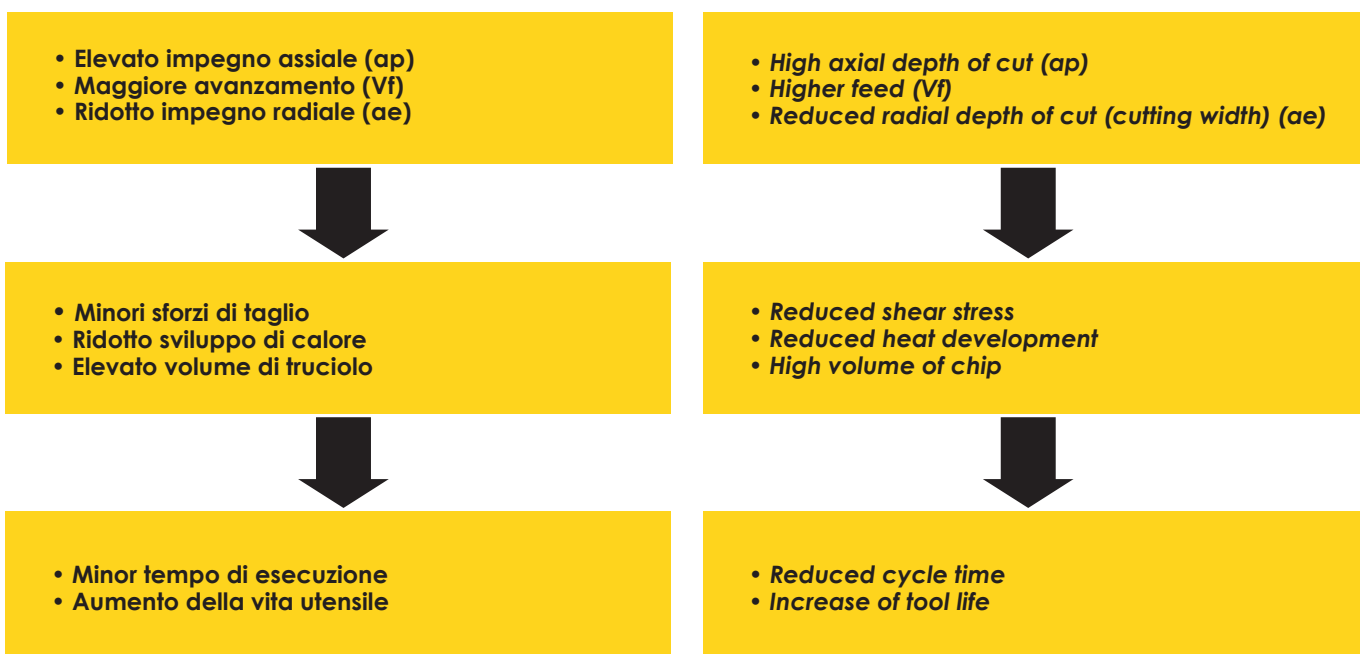 • Elevato impegno assiale (ap)
• Maggiore avanzamento (Vf)
• Ridotto impegno radiale (ae)
• High axial depth of cut (ap)
• Higher feed (Vf)
• Reduced radial depth of cut (cutting width) (ae)
• Minori sforzi di taglio
• Ridotto sviluppo di calore
• Elevato volume di truciolo
• Reduced shear stress
• Reduced heat development
• High volume of chip
• Minor tempo di esecuzione
• Aumento della vita utensile
• Reduced cycle time
• Increase of tool life